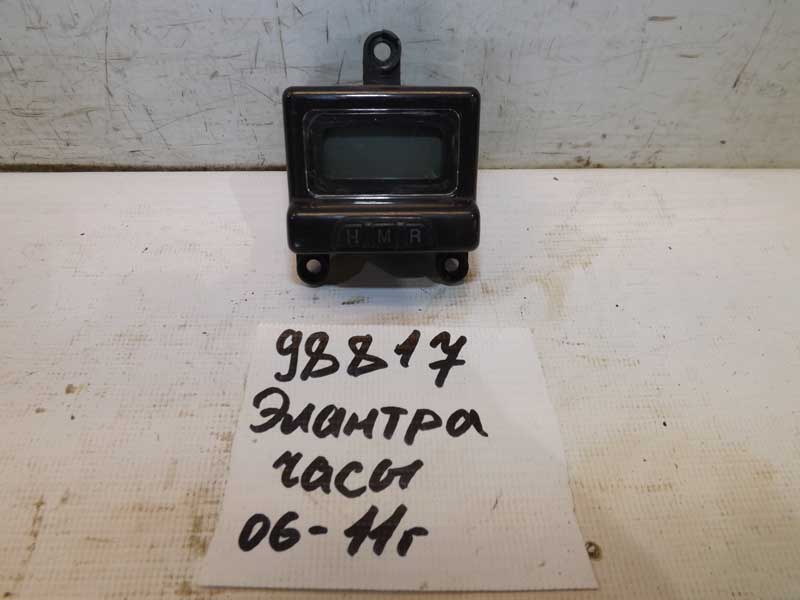 H M R
98817
Элантра
часы
06-11г